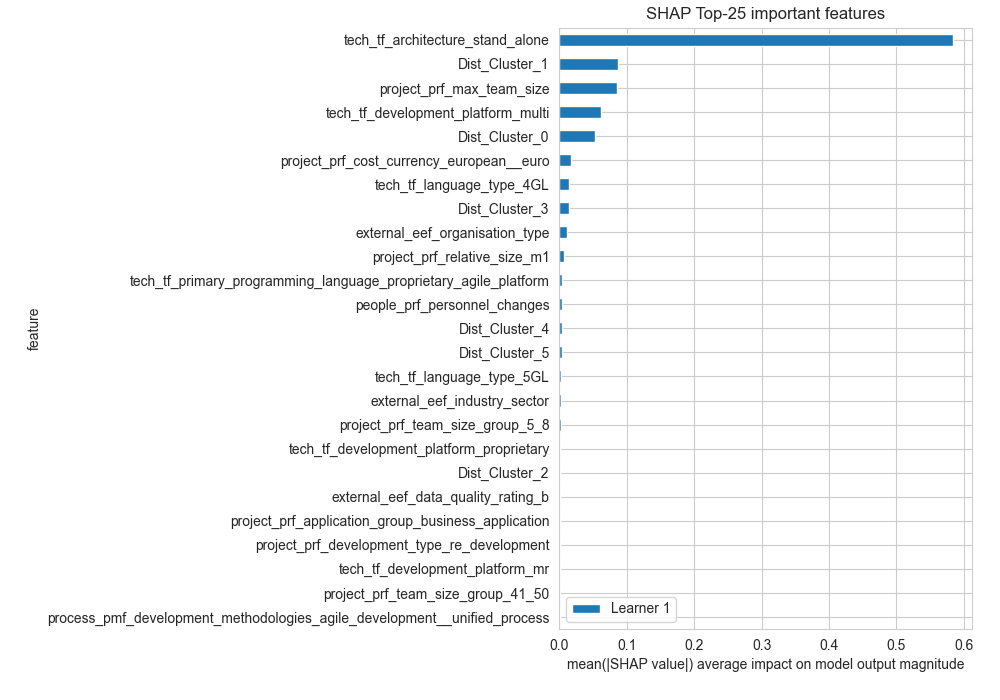 SHAP Top-25 important features
tech_tf_architecture_stand_alone
Dist_Cluster_1
project_prf_max_team_size
tech_tf_development_platform_multi
Dist_Cluster_0
project_prf_cost_currency_european__euro
tech_tf_language_type_4GL
Dist_Cluster_3
external_eef_organisation_type
project_prf_relative_size_m1
tech_tf_primary_programming_language_proprietary_agile_platform
people_prf_personnel_changes
Dist_Cluster_4
Dist_Cluster_5
tech_tf_language_type_5GL
external_eef_industry_sector
project_prf_team_size_group_5_8
tech_tf_development_platform_proprietary
Dist_Cluster_2
external_eef_data_quality_rating_b
project_prf_application_group_business_application
project_prf_development_type_re_development
tech_tf_development_platform_mr
project_prf_team_size_group_41_50
process_pmf_development_methodologies_agile_development__unified_process
feature
Learner 1
0.0 0.1 0.2 0.3 0.4 0.5 0.6
mean(|SHAP value|) average impact on model output magnitude